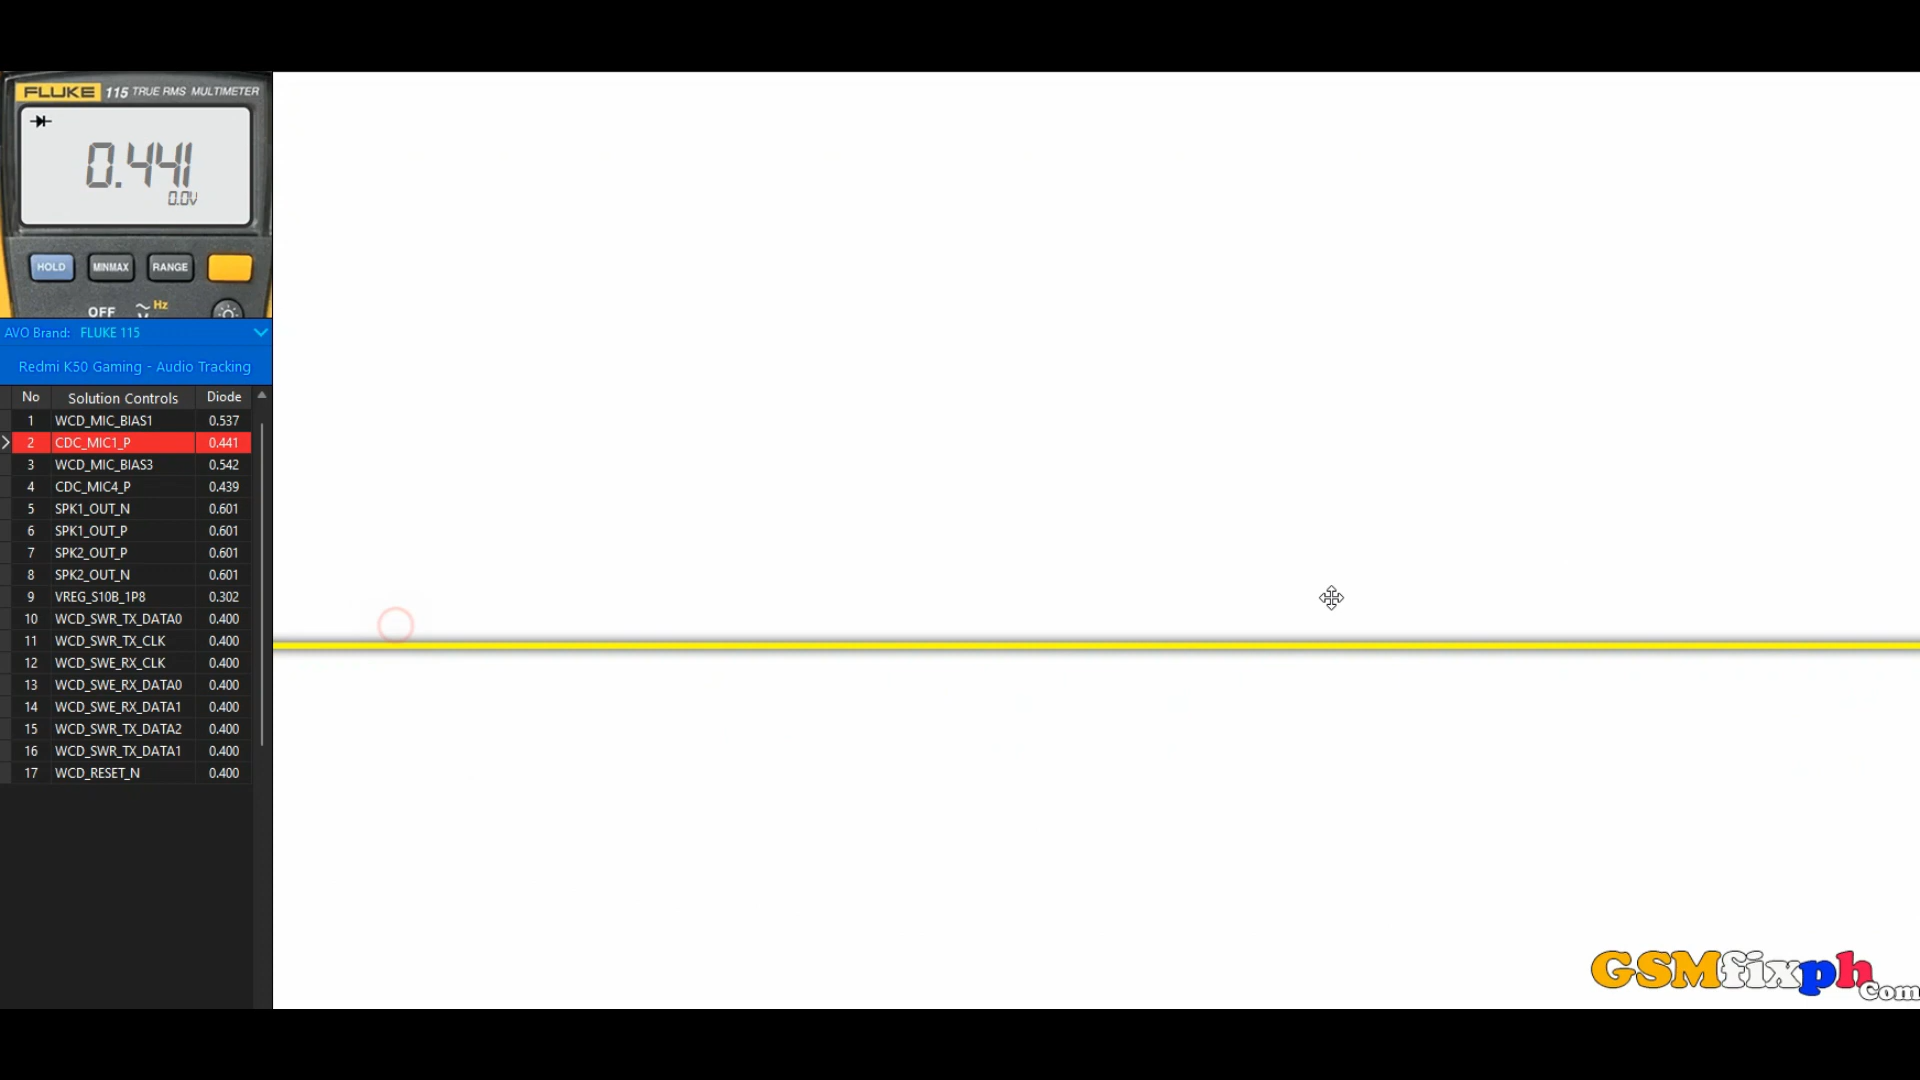 FLUKE 115 TRUE RMS MULTIMETER
0.441
0.0V
HOLD MINMAX RANGE
OFF V Hz
AVO Brand: FLUKE 115
Redmi K50 Gaming - Audio Tracking
No Solution Controls Diode
1 WCD_MIC_BIAS1 0.537
2 CDC_MIC1_P 0.441
3 WCD_MIC_BIAS3 0.542
4 CDC_MIC4_P 0.439
5 SPK1_OUT_N 0.601
6 SPK1_OUT_P 0.601
7 SPK2_OUT_P 0.601
8 SPK2_OUT_N 0.601
9 VREG_S10B_1P8 0.302
10 WCD_SWR_TX_DATA0 0.400
11 WCD_SWR_TX_CLK 0.400
12 WCD_SWE_RX_CLK 0.400
13 WCD_SWE_RX_DATA0 0.400
14 WCD_SWE_RX_DATA1 0.400
15 WCD_SWR_TX_DATA2 0.400
16 WCD_SWR_TX_DATA1 0.400
17 WCD_RESET_N 0.400
GSMfixph
Com